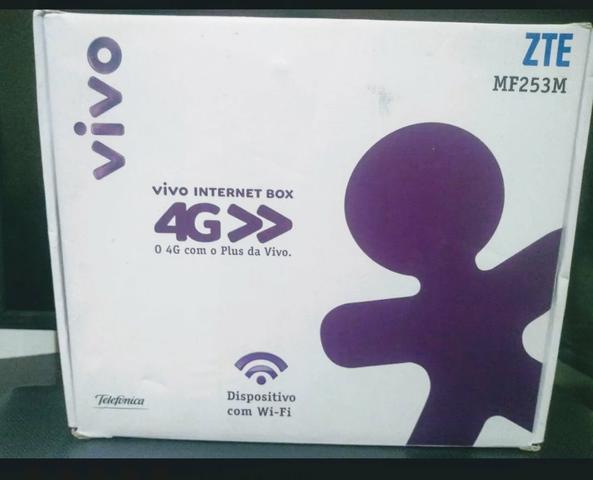 vivo
ZTE
MF253M
vivo INTERNET BOX
4G>>
O 4G com o Plus da Vivo.
Dispositivo
com Wi-Fi
Telefónica